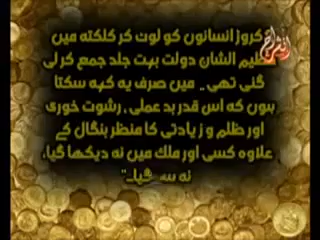 انشراح
کروڑ انسانوں کو لوٹ کر کلکتہ میں
عظیم الشان دولت بہت جلد جمع کر لی
گئی تھی۔ میں صرف یہ کہہ سکتا
ہوں کہ اس قدر بد عملی، رشوت خوری
اور ظلم و زیادتی کا منظر بنگال کے
علاوہ کسی اور ملک میں نہ دیکھا گیا،
نہ گیا۔"